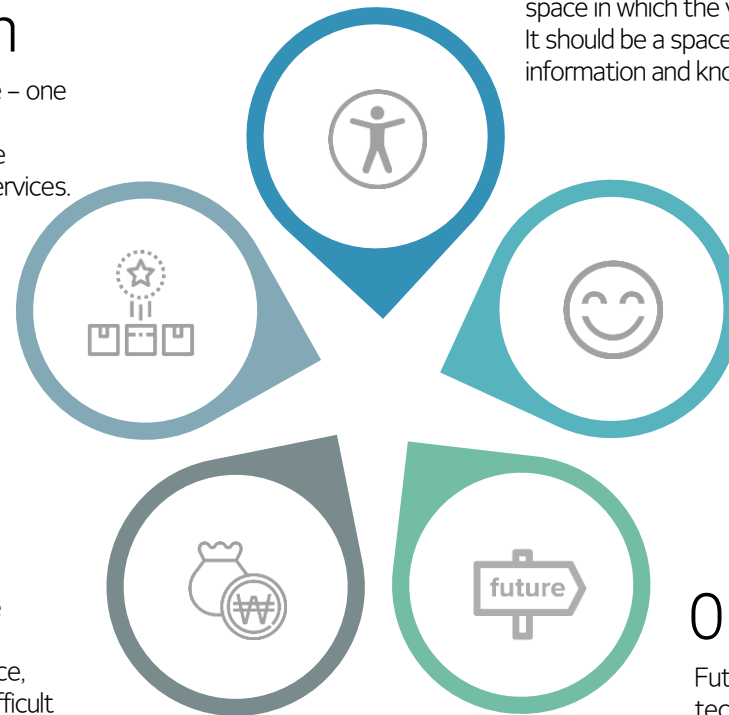 n
– one
ervices.
space in which the
It should be a space
information and kno
future
₩
ce,
fficult
0
Fut
tec